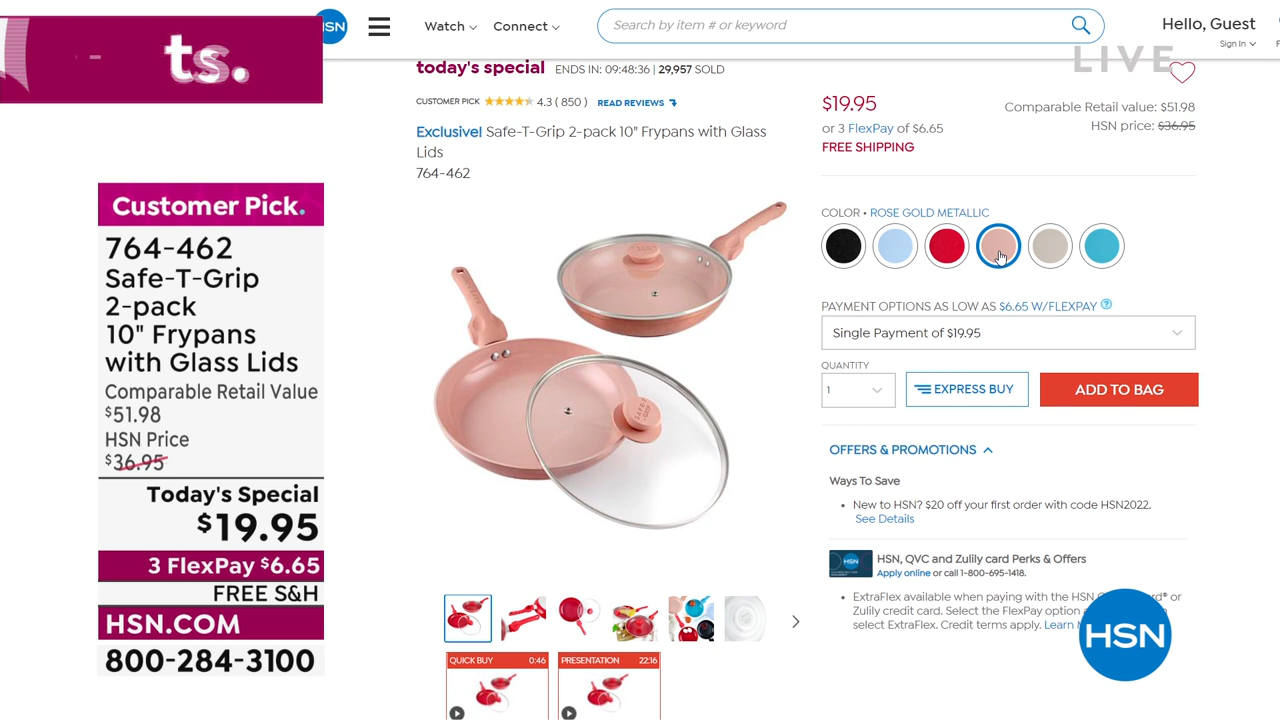 ts.
HSN
Watch
Connect
Search by item # or keyword
Hello, Guest
Sign In
LIVE
today's special ENDS IN: 09:48:36 | 29,957 SOLD
CUSTOMER PICK 4.3 ( 850 ) READ REVIEWS
Exclusive! Safe-T-Grip 2-pack 10" Frypans with Glass
Lids
764-462
$19.95
or 3 FlexPay of $6.65
FREE SHIPPING
Comparable Retail value: $51.98
HSN price: $36.95
COLOR • ROSE GOLD METALLIC
PAYMENT OPTIONS AS LOW AS $6.65 W/FLEXPAY ?
Single Payment of $19.95
QUANTITY
1
EXPRESS BUY
ADD TO BAG
OFFERS & PROMOTIONS
Ways To Save
• New to HSN? $20 off your first order with code HSN2022.
See Details
HSN
HSN, QVC and Zulily card Perks & Offers
Apply online or call 1-800-695-1418.
• ExtraFlex available when paying with the HSN or
Zulily credit card. Select the FlexPay option
select ExtraFlex. Credit terms apply. Learn
HSN
QUICK BUY 0:46
PRESENTATION 22:16
Customer Pick.
764-462
Safe-T-Grip
2-pack
10" Frypans
with Glass Lids
Comparable Retail Value
$51.98
HSN Price
$36.95
Today's Special
$19.95
3 FlexPay $6.65
FREE S&H
HSN.COM
800-284-3100